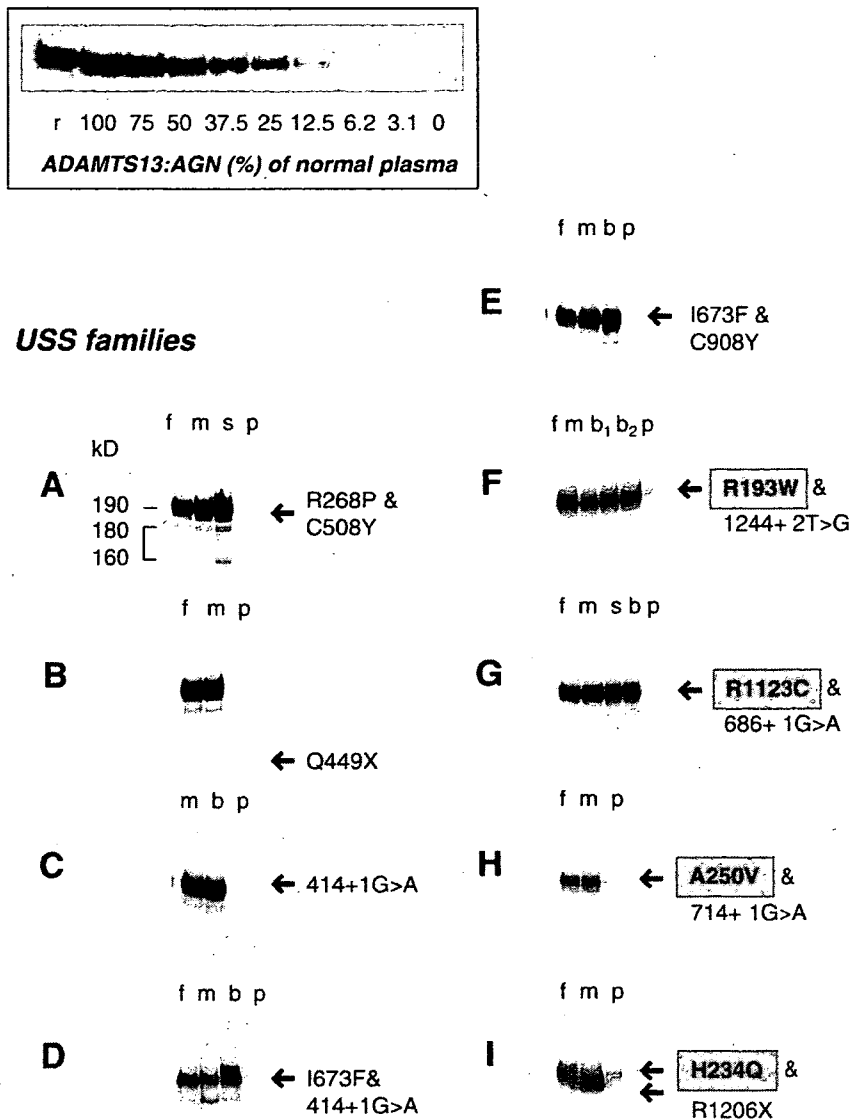 r 100 75 50 37.5 25 12.5 6.2 3.1 0
ADAMTS13:AGN (%) of normal plasma
USS families
f m s p
kD
A
190
180
160
R268P &
C508Y
f m p
B
Q449X
m b p
C
414+1G>A
f m b p
D
I673F&
414+1G>A
f m b p
E
I673F &
C908Y
f m b1 b2 p
F
R193W &
1244+ 2T>G
f m s b p
G
R1123C &
686+ 1G>A
f m p
H
A250V &
714+ 1G>A
f m p
I
H234Q &
R1206X